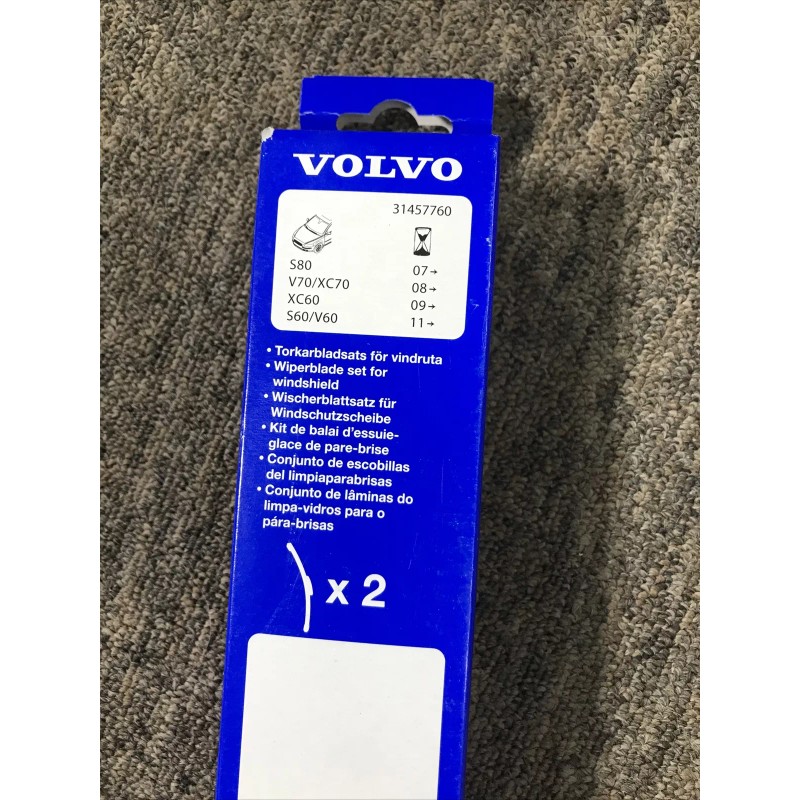 VOLVO
31457760
S80 07→
V70/XC70 08→
XC60 09→
S60/V60 11→
• Torkarbladsats för vindruta
• Wiperblade set for
windshield
• Wischerblattsatz für
Windschutzscheibe
• Kit de balai d'essuie-
glace de pare-brise
• Conjunto de escobillas
del limpiaparabrisas
• Conjunto de lâminas do
limpa-vidros para o
pára-brisas
x 2